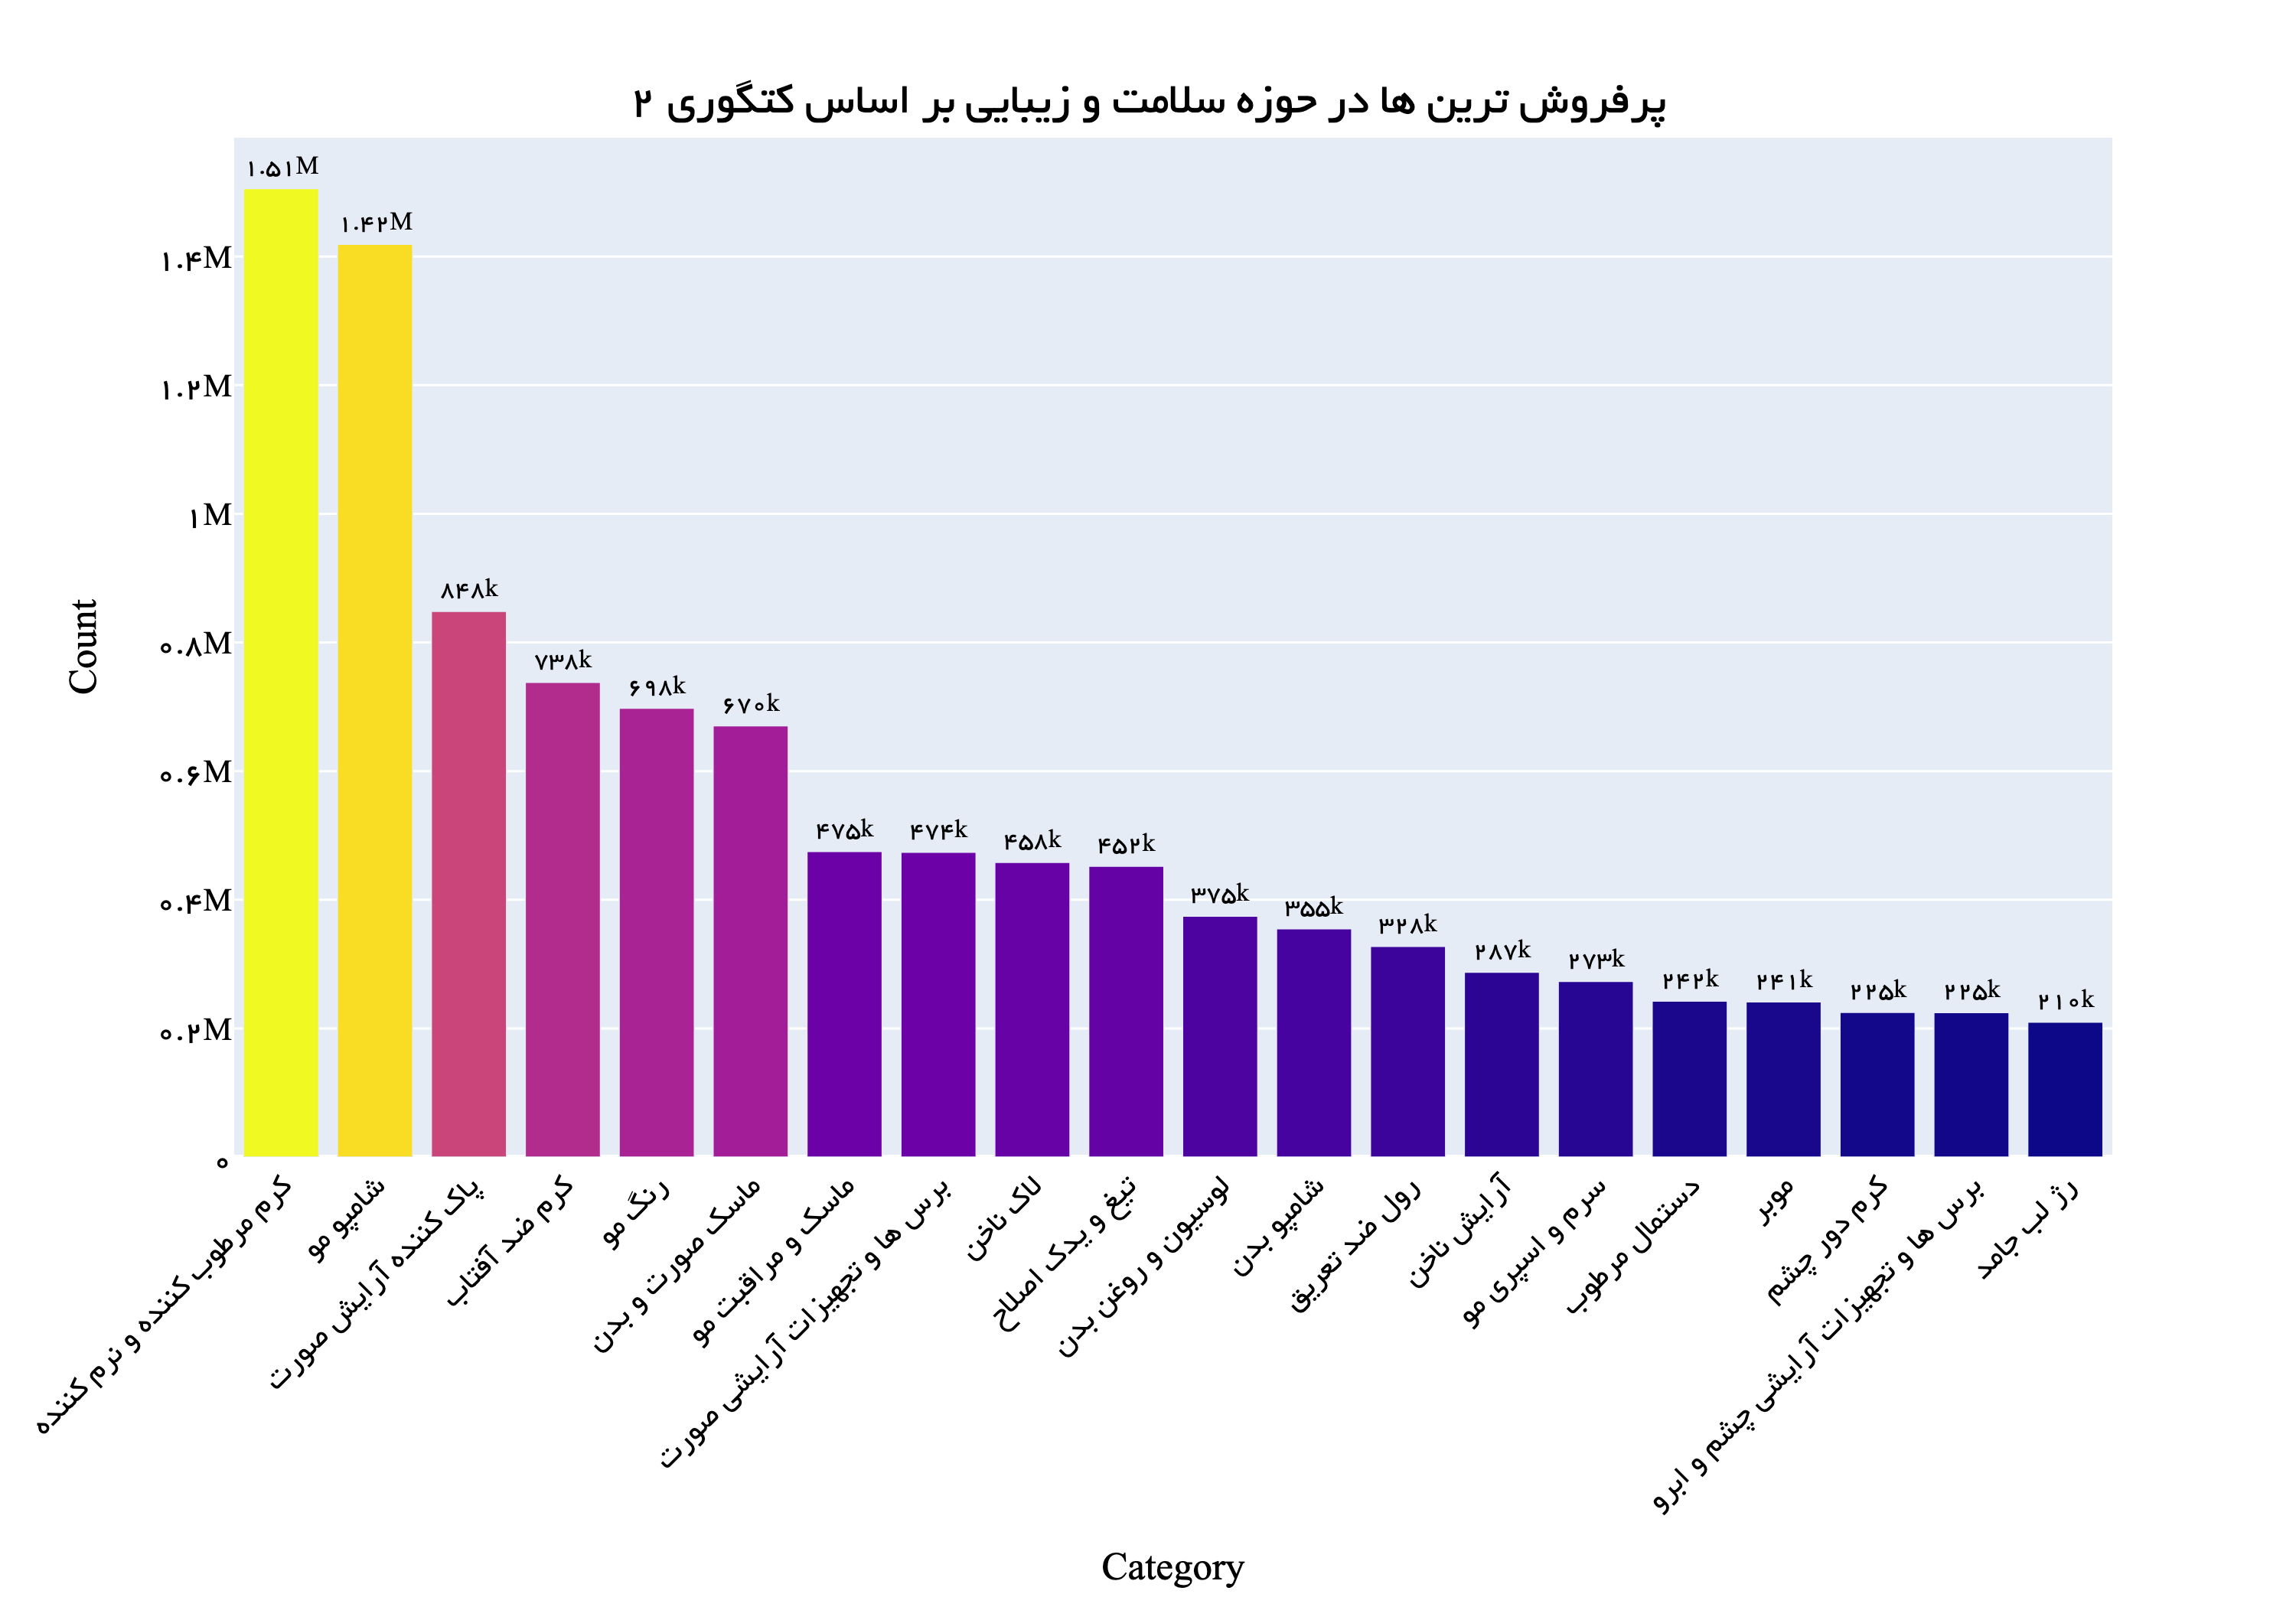 پرفروش ترین ها در حوزه سلامت و زیبایی بر اساس کتگوری ۲
Count
۱.۴M
۱.۲M
۱M
۰.۸M
۰.۶M
۰.۴M
۰.۲M
۰
۱.۵۱M
۱.۴۲M
۸۴۸k
۷۳۸k
۶۹۸k
۶۷۰k
۴۷۵k
۴۷۴k
۴۵۸k
۴۵۲k
۳۷۵k
۳۵۵k
۳۲۸k
۲۸۷k
۲۷۳k
۲۴۲k
۲۴۱k
۲۲۵k
۲۲۵k
۲۱۰k
کرم مرطوب کننده و نرم کننده
شامپو مو
پاک کننده آرایش صورت
کرم ضد آفتاب
رنگ مو
ماسک صورت و بدن
ماسک و مراقبت مو
برس ها و تجهیزات آرایشی صورت
لاک ناخن
تیغ و یدک اصلاح
لوسیون و روغن بدن
شامپو بدن
رول ضد تعریق
آرایش ناخن
سرم و اسپری مو
دستمال مرطوب
موبر
کرم دور چشم
برس ها و تجهیزات آرایشی چشم و ابرو
رژ لب جامد
Category